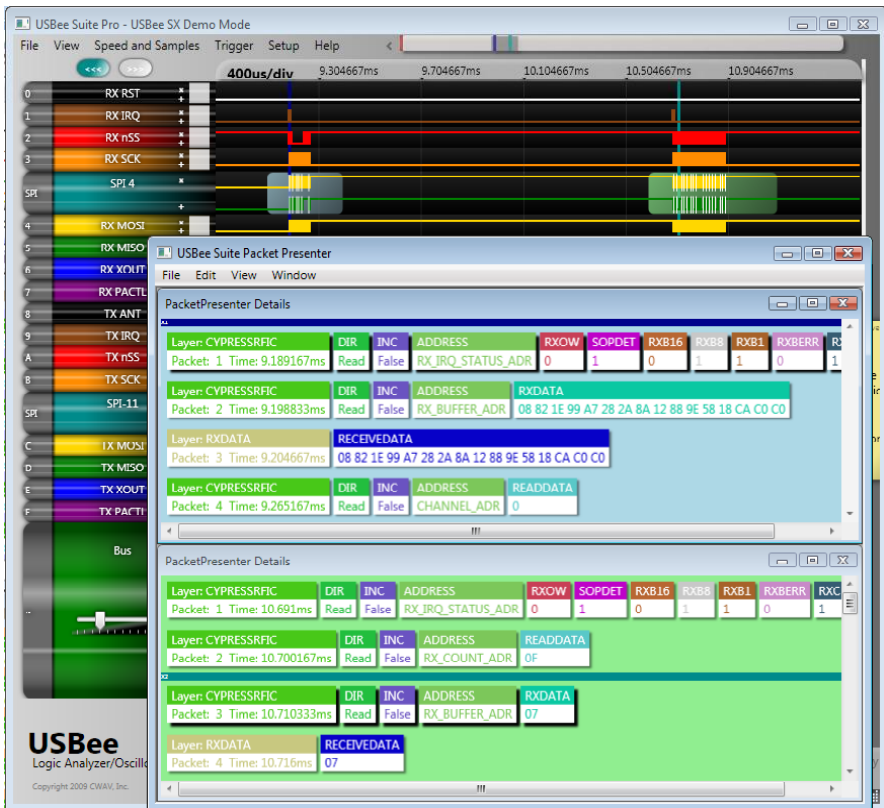 USBee Suite Pro - USBee SX Demo Mode
File View Speed and Samples Trigger Setup Help <
<<< >>>
400us/div 9.304667ms 9.704667ms 10.104667ms 10.504667ms 10.904667ms
0 RX RST
1 RX IRQ
2 RX nSS
3 RX SCK
SPI SPI 4
4 RX MOSI
5 RX MISO
6 RX XOUT
7 RX PACTL
8 TX ANT
9 TX IRQ
A TX nSS
B TX SCK
SPI SPI-11
C TX MOSI
D TX MISO
E TX XOUT
F TX PACTL
Bus
USBee
Logic Analyzer/Oscillo
Copyright 2009 CWAV, Inc.
USBee Suite Packet Presenter
File Edit View Window
PacketPresenter Details
X1
Layer: CYPRESSRFIC DIR INC ADDRESS RXOW SOPDET RXB16 RXB8 RXB1 RXBERR RX
Packet: 1 Time: 9.189167ms Read False RX_IRQ_STATUS_ADR 0 1 0 1 1 0 1
Layer: CYPRESSRFIC DIR INC ADDRESS RXDATA
Packet: 2 Time: 9.198833ms Read False RX_BUFFER_ADR 08 82 1E 99 A7 28 2A 8A 12 88 9E 58 18 CA C0 C0
Layer: RXDATA RECEIVEDATA
Packet: 3 Time: 9.204667ms 08 82 1E 99 A7 28 2A 8A 12 88 9E 58 18 CA C0 C0
Layer: CYPRESSRFIC DIR INC ADDRESS READDATA
Packet: 4 Time: 9.265167ms Read False CHANNEL_ADR 0
PacketPresenter Details
Layer: CYPRESSRFIC DIR INC ADDRESS RXOW SOPDET RXB16 RXB8 RXB1 RXBERR RXC
Packet: 1 Time: 10.691ms Read False RX_IRQ_STATUS_ADR 0 1 0 1 1 0 1
Layer: CYPRESSRFIC DIR INC ADDRESS READDATA
Packet: 2 Time: 10.700167ms Read False RX_COUNT_ADR 0F
X2
Layer: CYPRESSRFIC DIR INC ADDRESS RXDATA
Packet: 3 Time: 10.710333ms Read False RX_BUFFER_ADR 07
Layer: RXDATA RECEIVEDATA
Packet: 4 Time: 10.716ms 07